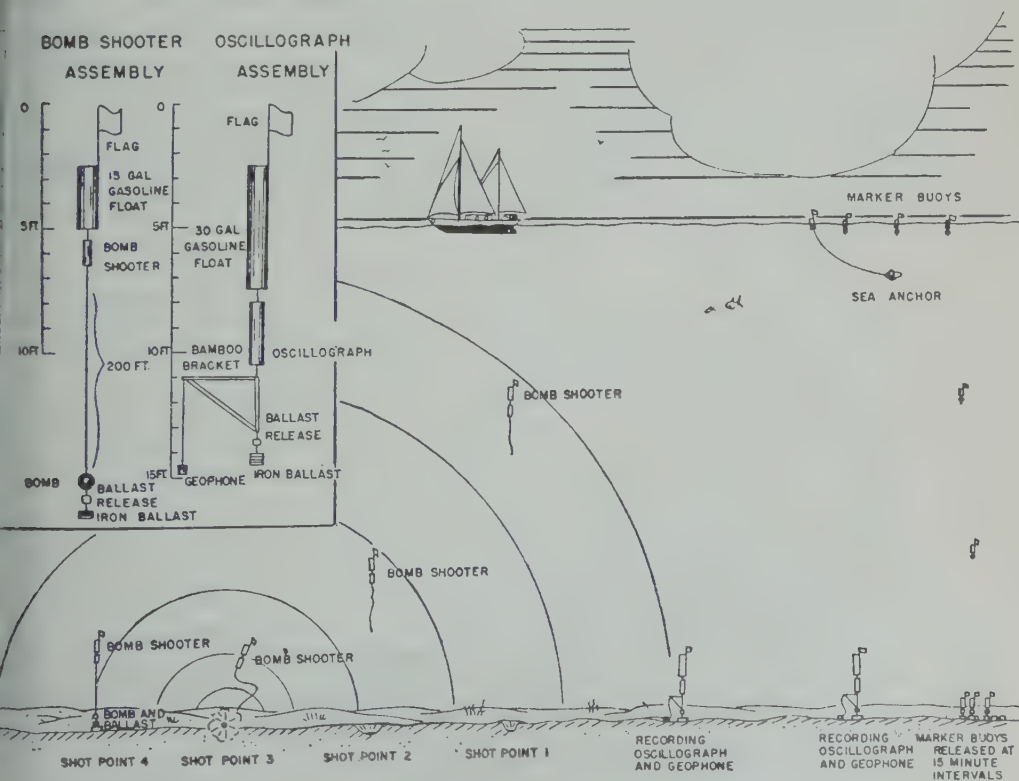 BOMB SHOOTER
ASSEMBLY
0
FLAG
15 GAL
GASOLINE
FLOAT
5FT
BOMB
SHOOTER
10FT
200 FT.
BOMB
BALLAST
RELEASE
IRON BALLAST
OSCILLOGRAPH
ASSEMBLY
0
FLAG
5FT
30 GAL
GASOLINE
FLOAT
10FT
BAMBOO
BRACKET
OSCILLOGRAPH
BALLAST
RELEASE
15FT
GEOPHONE
IRON BALLAST
MARKER BUOYS
SEA ANCHOR
BOMB SHOOTER
BOMB SHOOTER
BOMB SHOOTER
BOMB SHOOTER
BOMB AND
BALLAST
SHOT POINT 4
SHOT POINT 3
SHOT POINT 2
SHOT POINT 1
RECORDING
OSCILLOGRAPH
AND GEOPHONE
RECORDING
OSCILLOGRAPH
AND GEOPHONE
MARKER BUOYS
RELEASED AT
15 MINUTE
INTERVALS